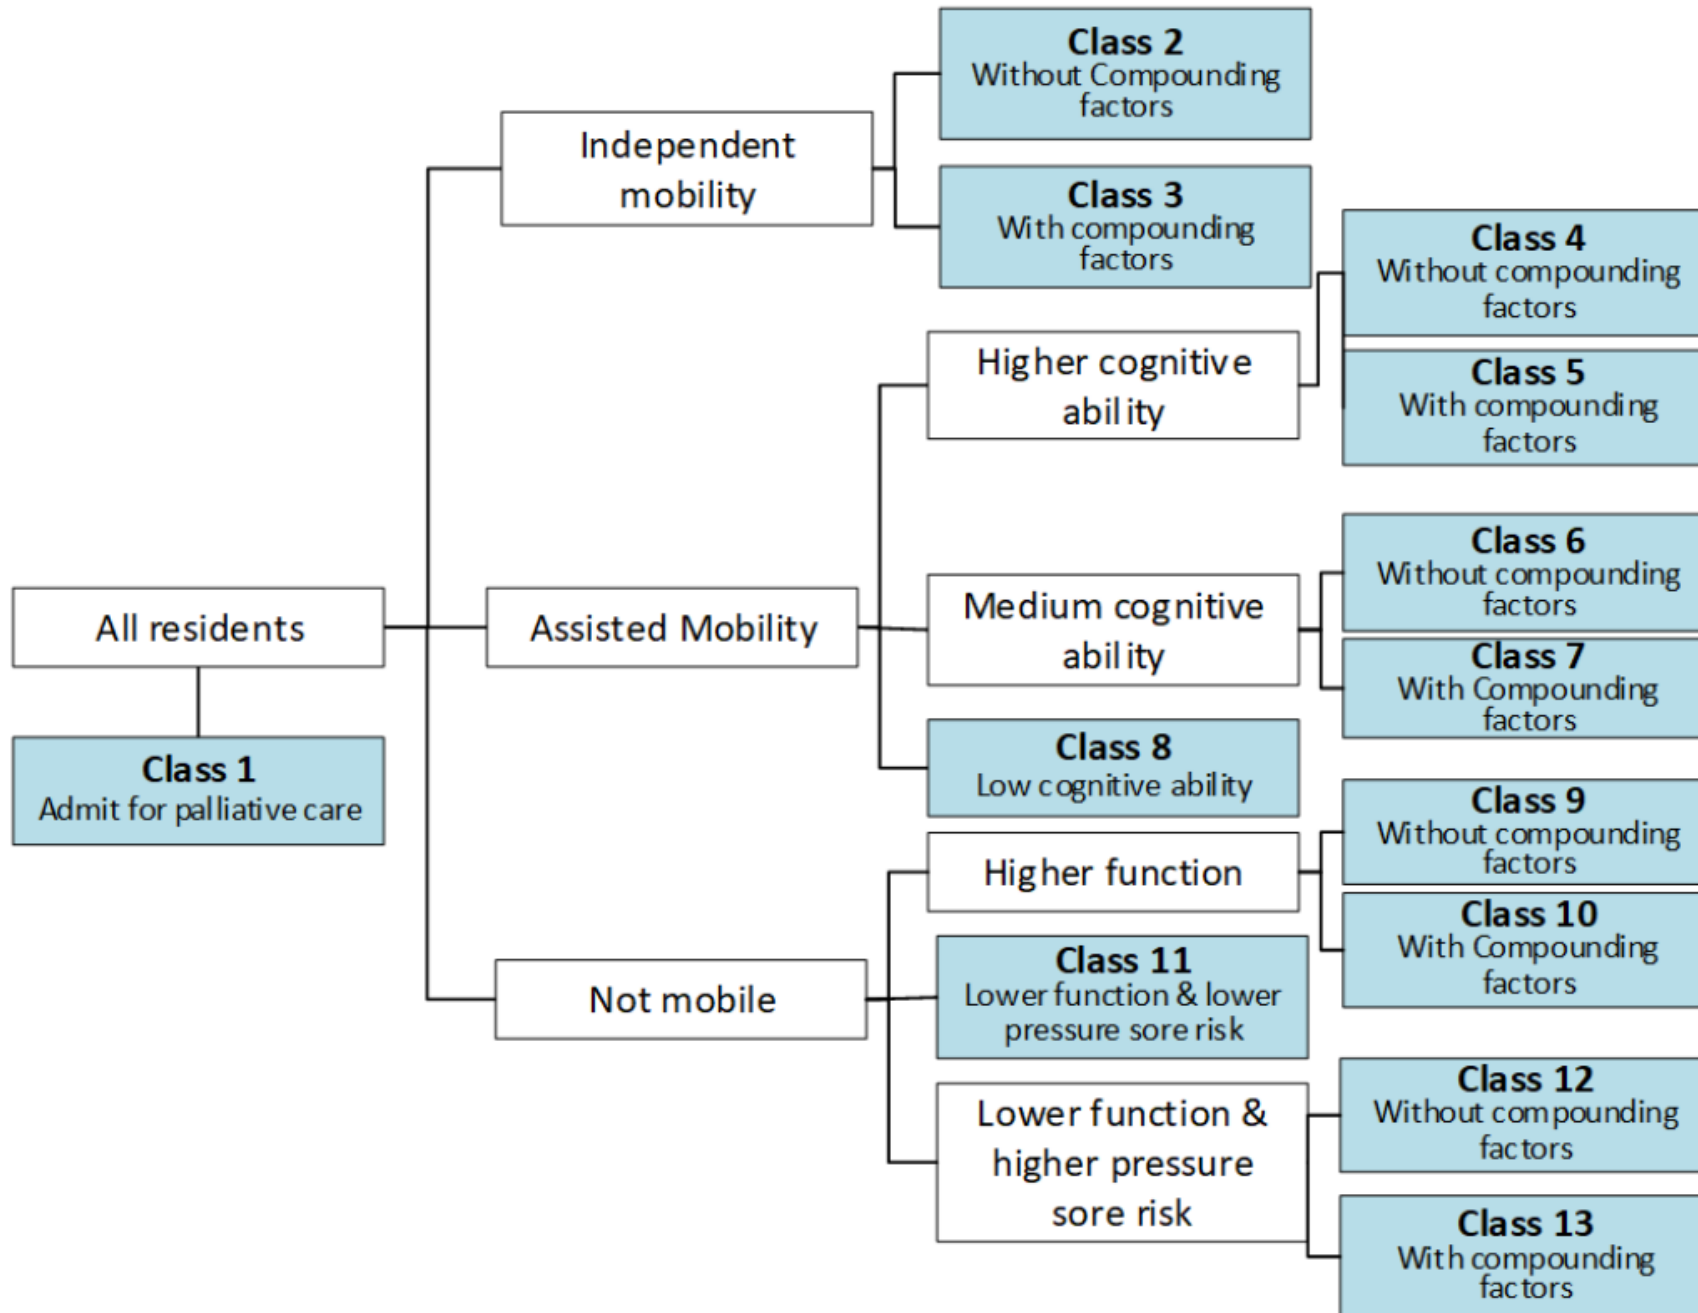 Class 2
Without Compounding
factors
Independent
mobility
Class 3
With compounding
factors
Class 4
Without compounding
factors
Higher cognitive
ability
Class 5
With compounding
factors
Class 6
Without compounding
factors
Medium cognitive
ability
All residents
Assisted Mobility
Class 7
With Compounding
factors
Class 8
Low cognitive ability
Class 1
Admit for palliative care
Class 9
Without compounding
factors
Higher function
Class 10
With Compounding
factors
Class 11
Lower function & lower
pressure sore risk
Not mobile
Class 12
Without compounding
factors
Lower function &
higher pressure
sore risk
Class 13
With compounding
factors